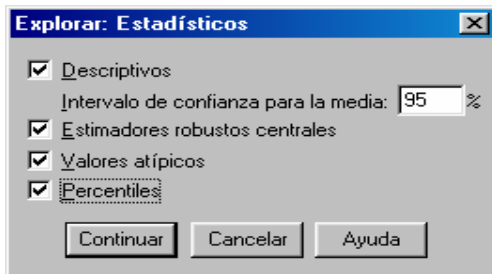 Explorar: Estadísticos
Descriptivos
Intervalo de confianza para la media: 95 %
Estimadores robustos centrales
Valores atípicos
Percentiles
Continuar Cancelar Ayuda